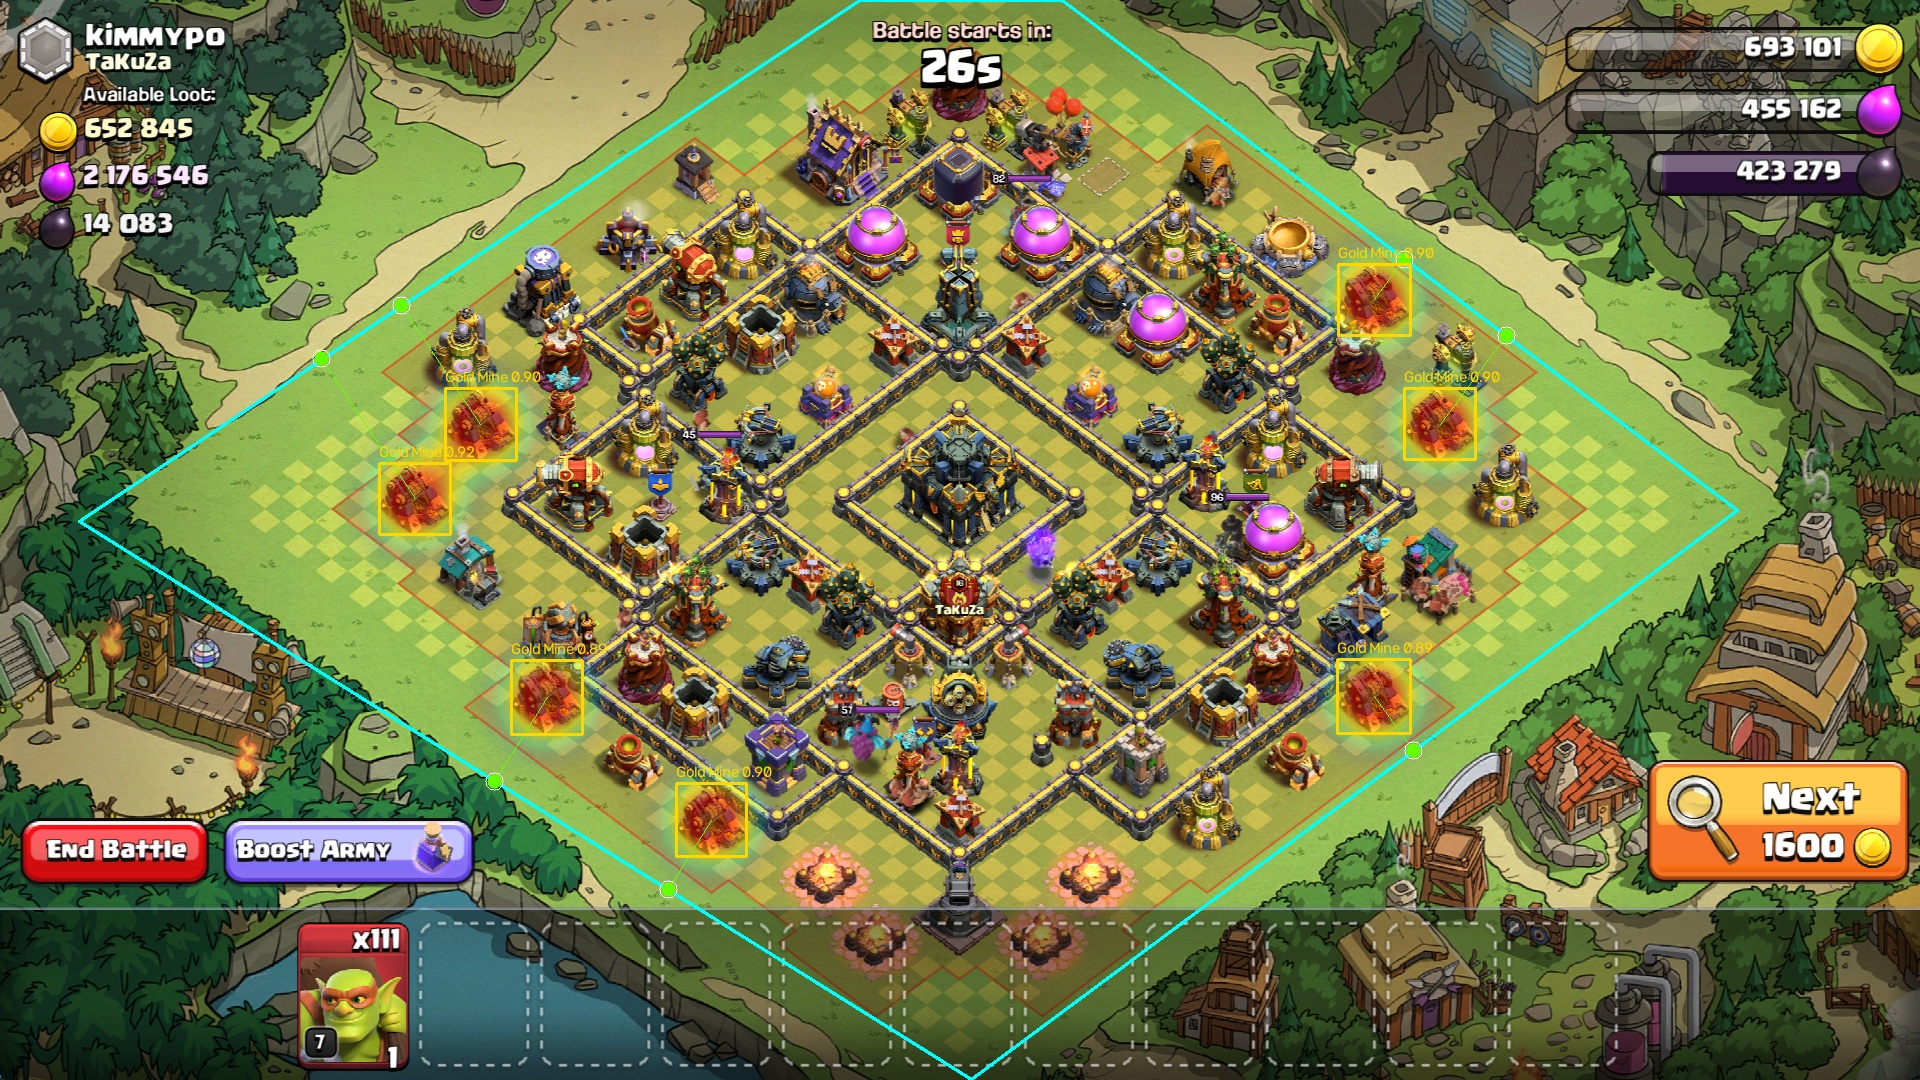 kiMMYPO
TaKuZa
Available Loot:
652 845
2 176 546
14 083
Battle starts in:
26s
693 101
455 162
423 279
82
Gold Mine 0.90
Gold Mine 0.90
Gold Mine 0.90
45
Gold Mine 0.92
96
16
TaKuZa
Gold Mine 0.89
Gold Mine 0.89
57
Gold Mine 0.90
End Battle
Boost Army
Next
1600
x111
7
1